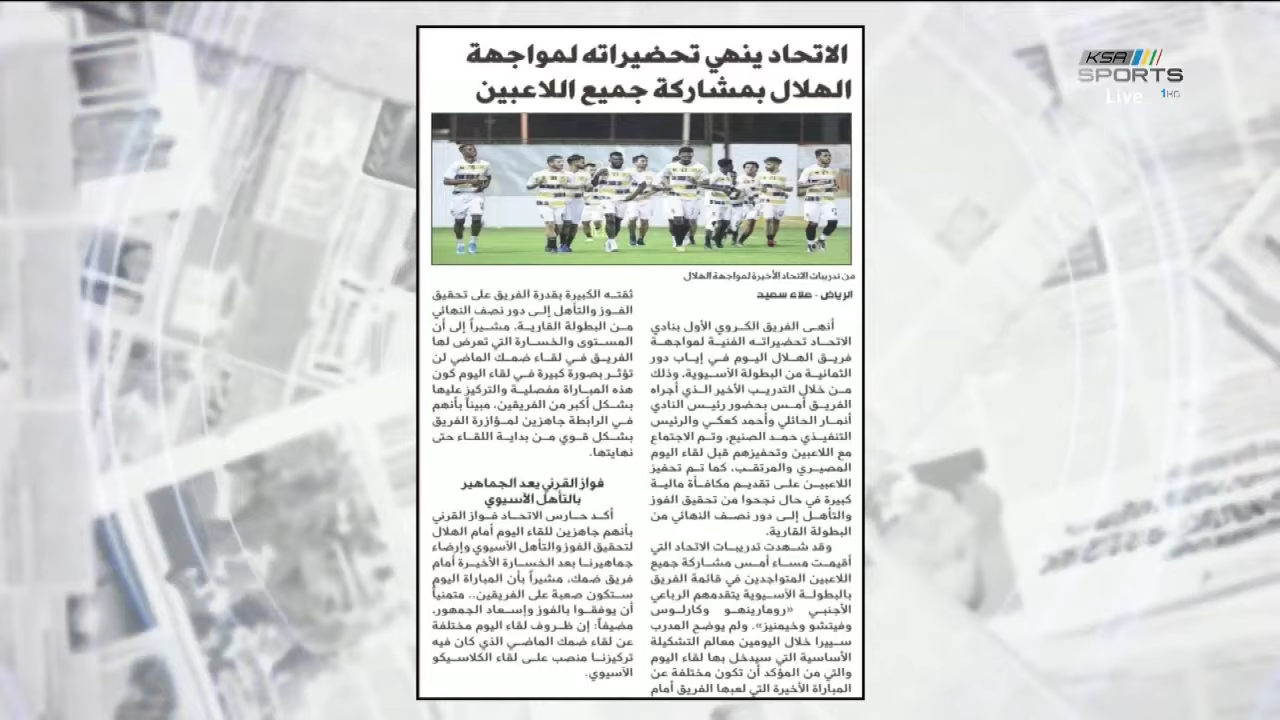 KSA
SPORTS
Live
1HD
الاتحاد ينهي تحضيراته لمواجهة
الهلال بمشاركة جميع اللاعبين
من تدريبات الاتحاد الأخيرة لمواجهة الهلال
الرياض - علاء سعيد
أنهى الفريق الكروي الأول بنادي
الاتحاد تحضيراته الفنية لمواجهة
فريق الهلال اليوم في إياب دور
الثمانية من البطولة الآسيوية، وذلك
من خلال التدريب الأخير الذي أجراه
الفريق أمس بحضور رئيس النادي
أنمار الحائلي وأحمد كعكي والرئيس
التنفيذي حمد الصنيع، وتم الاجتماع
مع اللاعبين وتحفيزهم قبل لقاء اليوم
المصيري والمرتقب، كما تم تحفيز
اللاعبين على تقديم مكافأة مالية
كبيرة في حال نجحوا من تحقيق الفوز
والتأهل إلى دور نصف النهائي من
البطولة القارية.
وقد شهدت تدريبات الاتحاد التي
أقيمت مساء أمس مشاركة جميع
اللاعبين المتواجدين في قائمة الفريق
بالبطولة الآسيوية يتقدمهم الرباعي
الأجنبي «رومارينهو وكارلوس
وفيتشو وخيمنيز»، ولم يوضح المدرب
سييرا خلال اليومين معالم التشكيلة
الأساسية التي سيدخل بها لقاء اليوم
والتي من المؤكد أن تكون مختلفة عن
المباراة الأخيرة التي لعبها الفريق أمام
ثقته الكبيرة بقدرة الفريق على تحقيق
الفوز والتأهل إلى دور نصف النهائي
من البطولة القارية، مشيراً إلى أن
المستوى والخسارة التي تعرض لها
الفريق في لقاء ضمك الماضي لن
تؤثر بصورة كبيرة في لقاء اليوم كون
هذه المباراة مفصلية والتركيز عليها
بشكل أكبر من الفريقين، مبيناً بأنهم
في الرابطة جاهزين لمؤازرة الفريق
بشكل قوي من بداية اللقاء حتى
نهايتها.
فواز القرني يعد الجماهير
بالتأهل الآسيوي
أكد حارس الاتحاد فواز القرني
بأنهم جاهزين للقاء اليوم أمام الهلال
لتحقيق الفوز والتأهل الآسيوي وإرضاء
جماهيرنا بعد الخسارة الأخيرة أمام
فريق ضمك، مشيراً بأن المباراة اليوم
ستكون صعبة على الفريقين.. متمنياً
أن يوفقوا بالفوز وإسعاد الجمهور،
مضيفاً: إن ظروف لقاء اليوم مختلفة
عن لقاء ضمك الماضي الذي كان فيه
تركيزنا منصب على لقاء الكلاسيكو
الآسيوي.